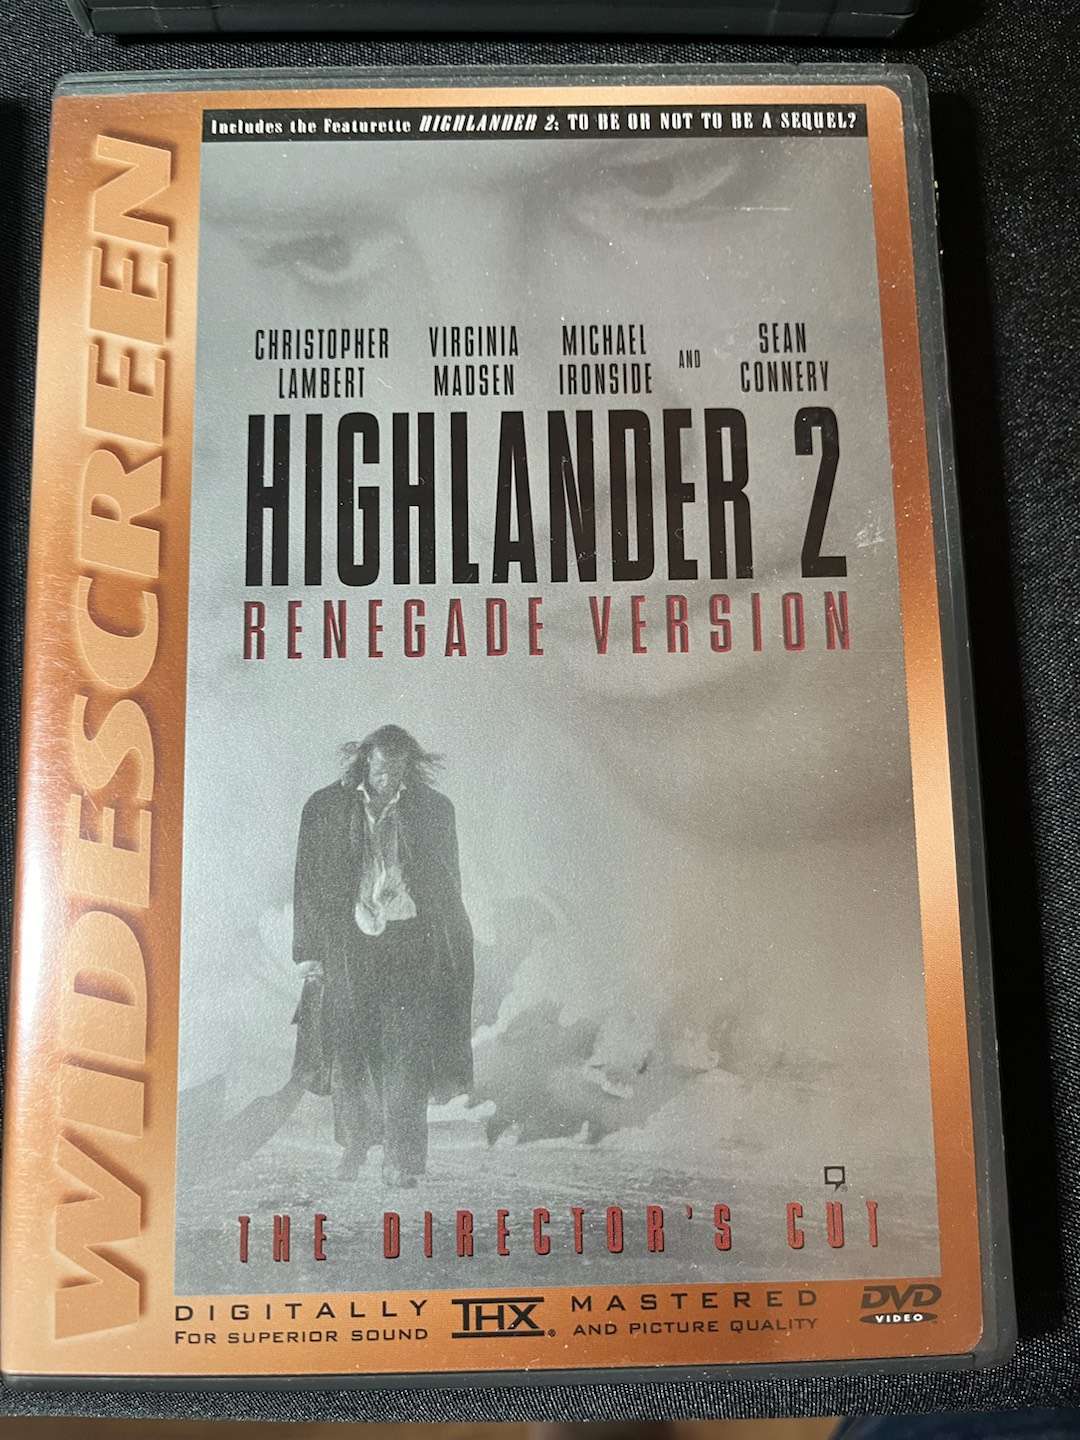 Includes the Featurette HIGHLANDER 2: TO BE OR NOT TO BE A SEQUEL?
WIDESCREEN
CHRISTOPHER LAMBERT
VIRGINIA MADSEN
MICHAEL IRONSIDE
AND
SEAN CONNERY
HIGHLANDER 2
RENEGADE VERSION
THE DIRECTOR'S CUT
DIGITALLY THX MASTERED
FOR SUPERIOR SOUND AND PICTURE QUALITY
DVD
VIDEO